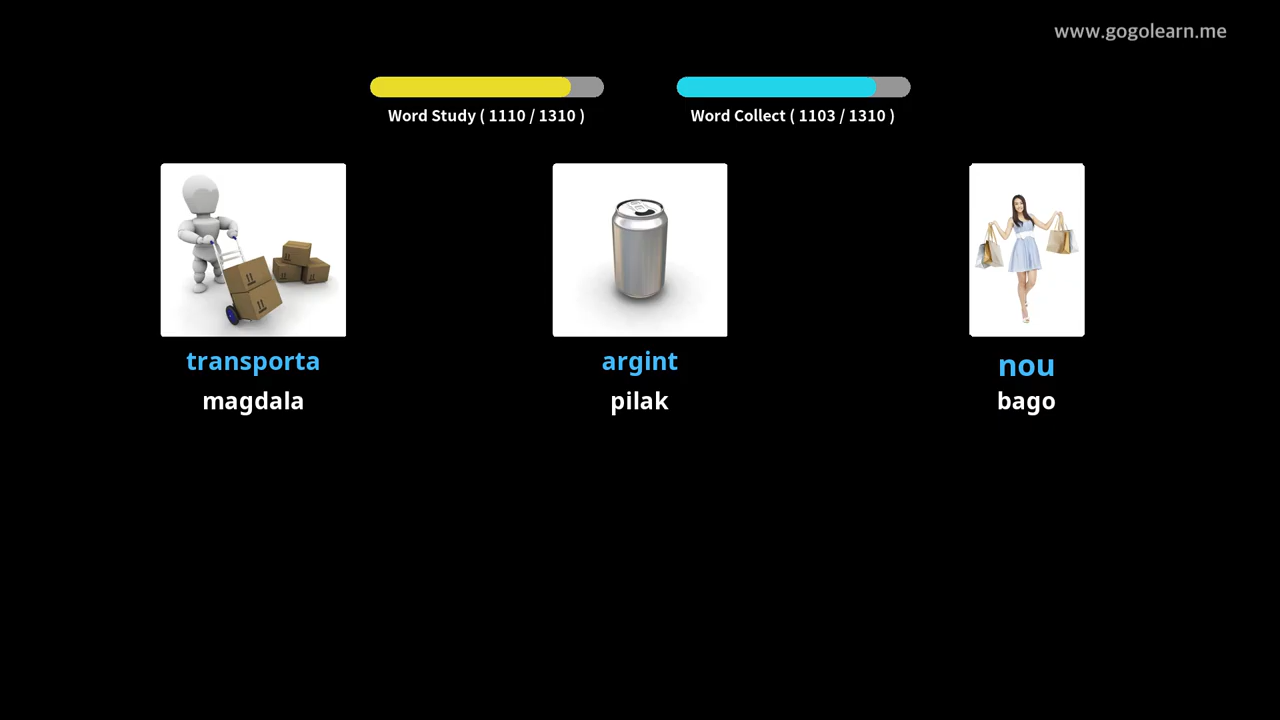 www.gogolearn.me
Word Study ( 1110 / 1310 )
Word Collect ( 1103 / 1310 )
transporta
magdala
argint
pilak
nou
bago